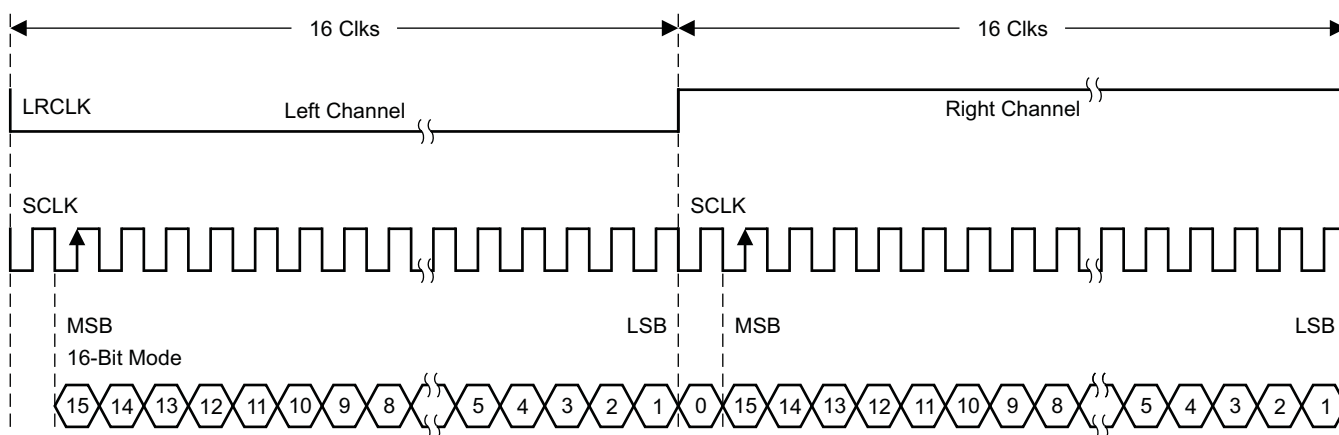 16 Clks 16 Clks
LRCLK Left Channel Right Channel
SCLK SCLK
MSB LSB MSB LSB
16-Bit Mode
15 14 13 12 11 10 9 8 5 4 3 2 1 0 15 14 13 12 11 10 9 8 5 4 3 2 1